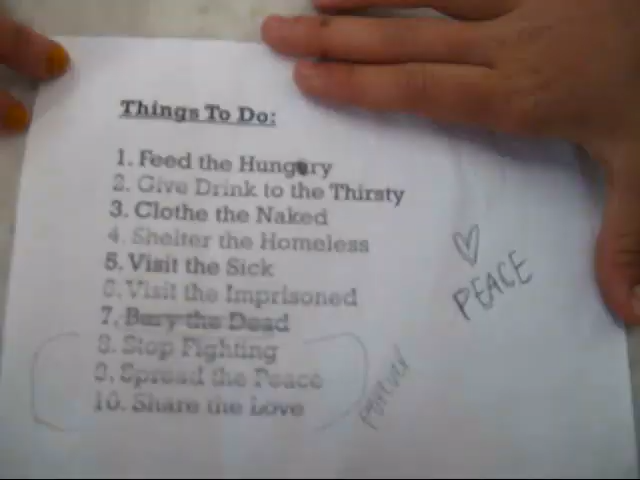 Things To Do:
1. Feed the Hungry
2. Give Drink to the Thirsty
3. Clothe the Naked
4. Shelter the Homeless
5. Visit the Sick
6. Visit the Imprisoned
7. Bury the Dead
8. Stop Fighting
9. Spread the Peace
10. Share the Love
PEACE